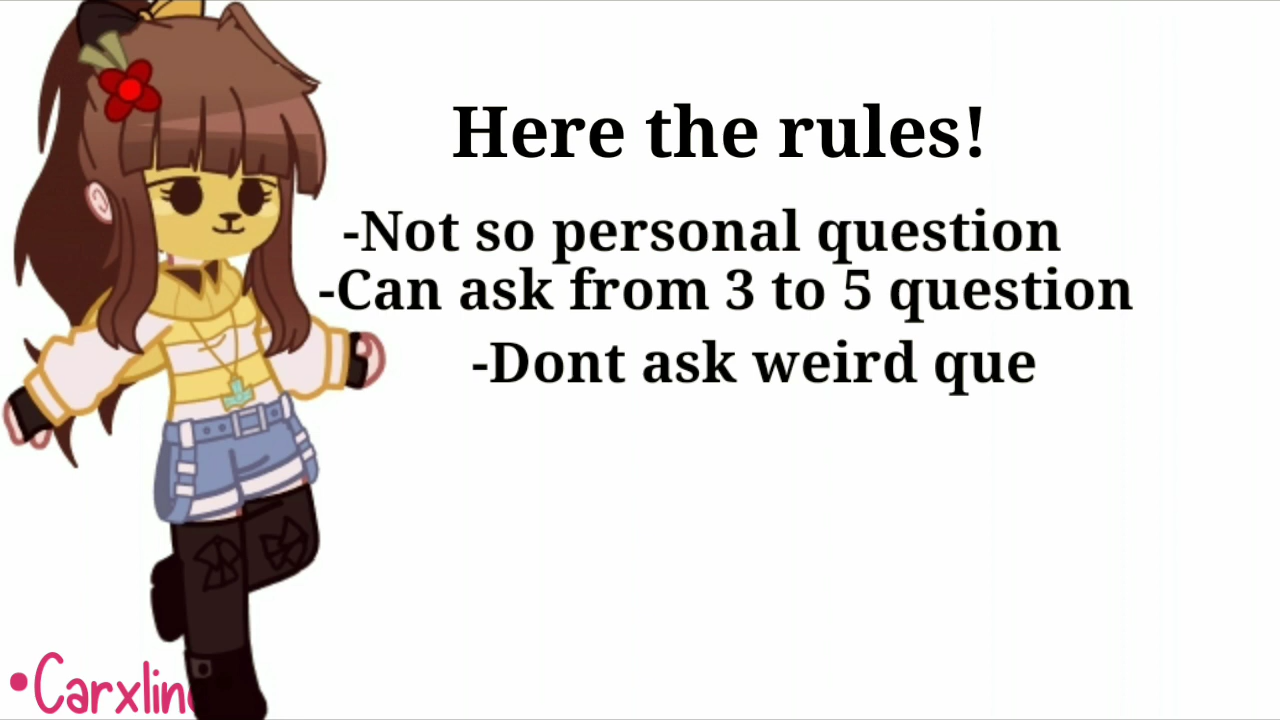 Here the rules!
-Not so personal question
-Can ask from 3 to 5 question
-Dont ask weird que
•Carxlin